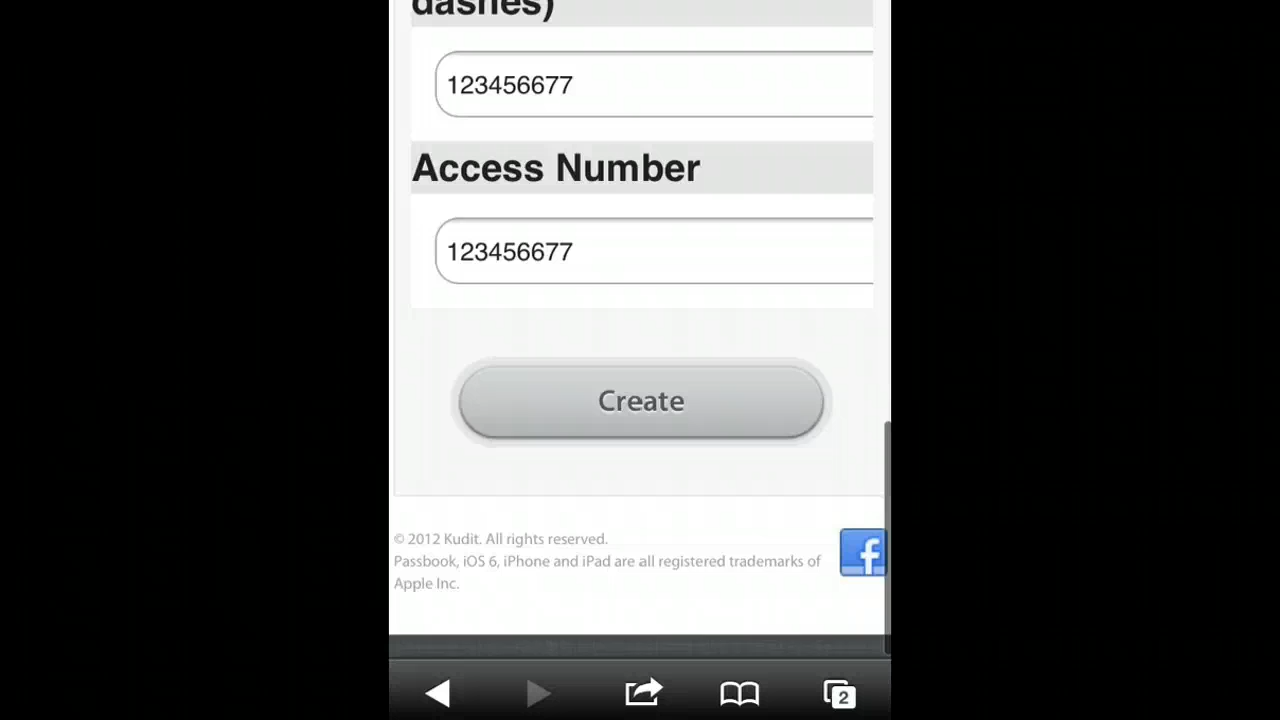 dashes)
123456677
Access Number
123456677
Create
© 2012 Kudit. All rights reserved.
Passbook, iOS 6, iPhone and iPad are all registered trademarks of
Apple Inc.
f
2